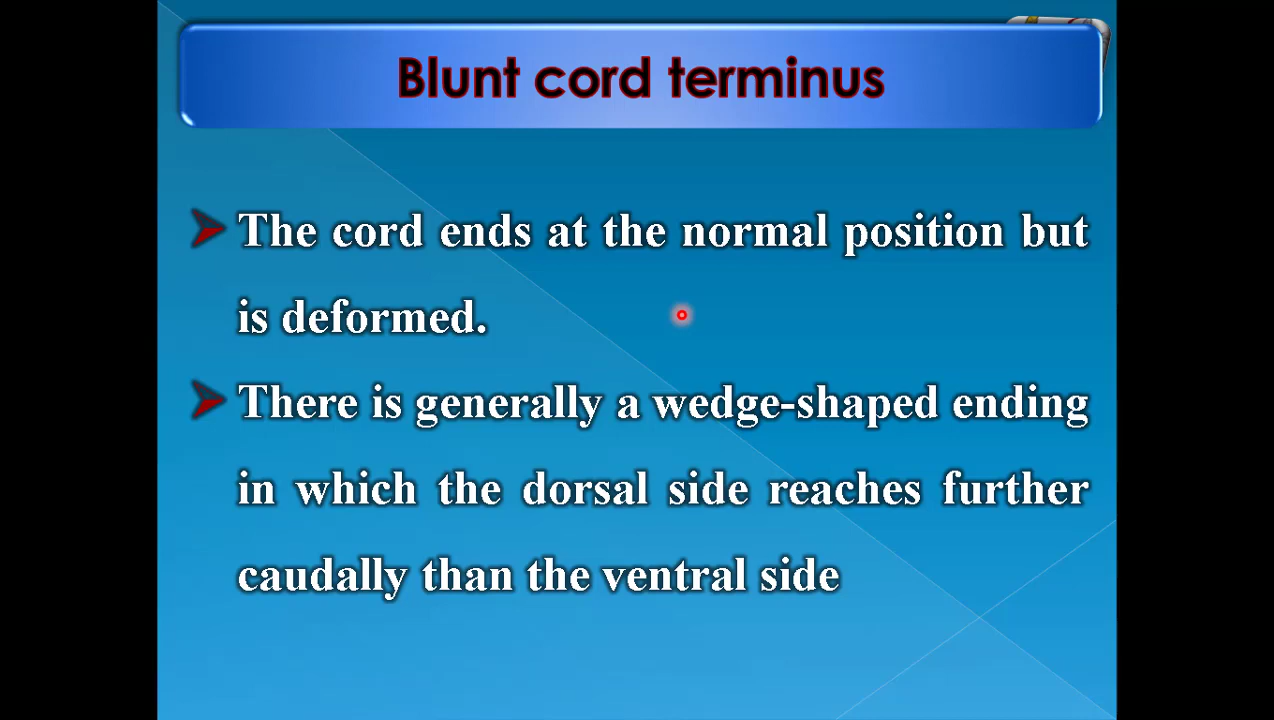 Blunt cord terminus
The cord ends at the normal position but
is deformed.
There is generally a wedge-shaped ending
in which the dorsal side reaches further
caudally than the ventral side